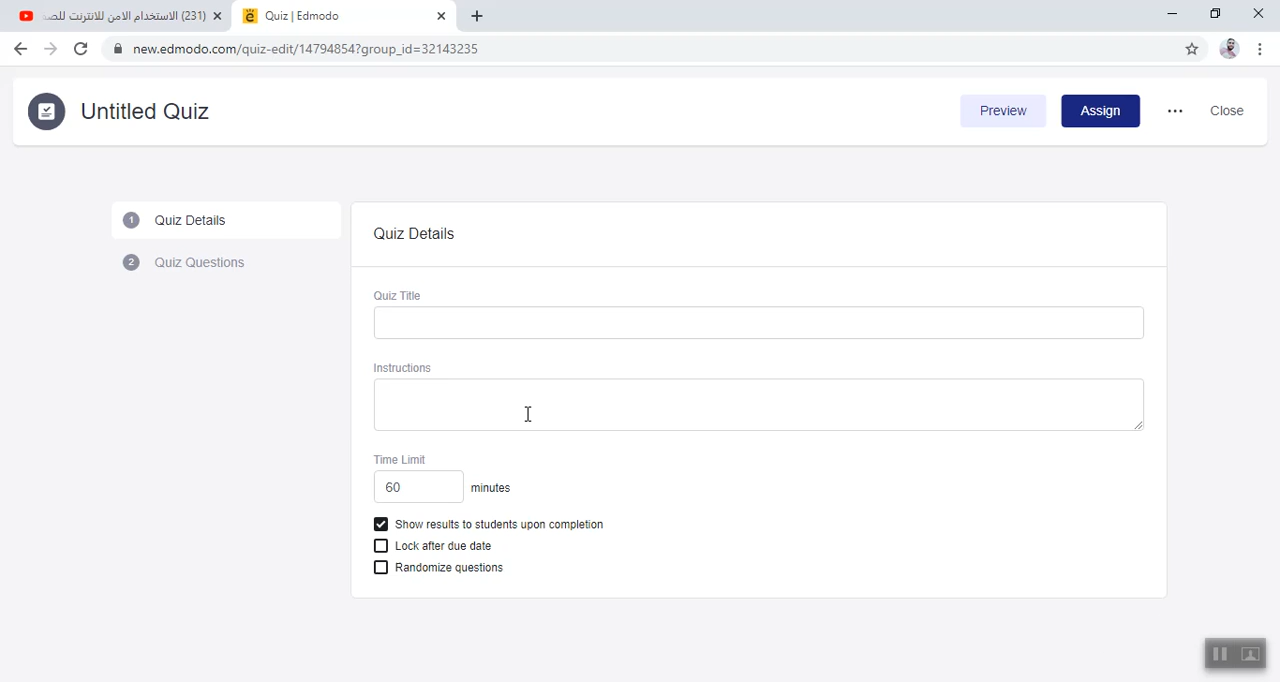 (231) الاستخدام الامن للانترنت للصف
Quiz | Edmodo
new.edmodo.com/quiz-edit/14794854?group_id=32143235
Untitled Quiz
Preview
Assign
Close
1 Quiz Details
2 Quiz Questions
Quiz Details
Quiz Title
Instructions
Time Limit
60 minutes
Show results to students upon completion
Lock after due date
Randomize questions